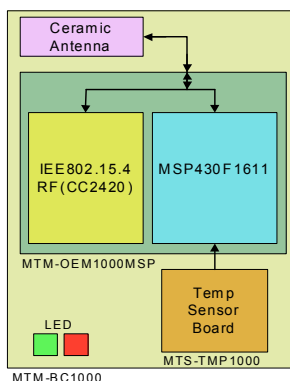 Ceramic
Antenna
IEE802.15.4
RF(CC2420)
MSP430F1611
MTM-OEM1000MSP
Temp
Sensor
Board
LED
MTS-TMP1000
MTM-BC1000